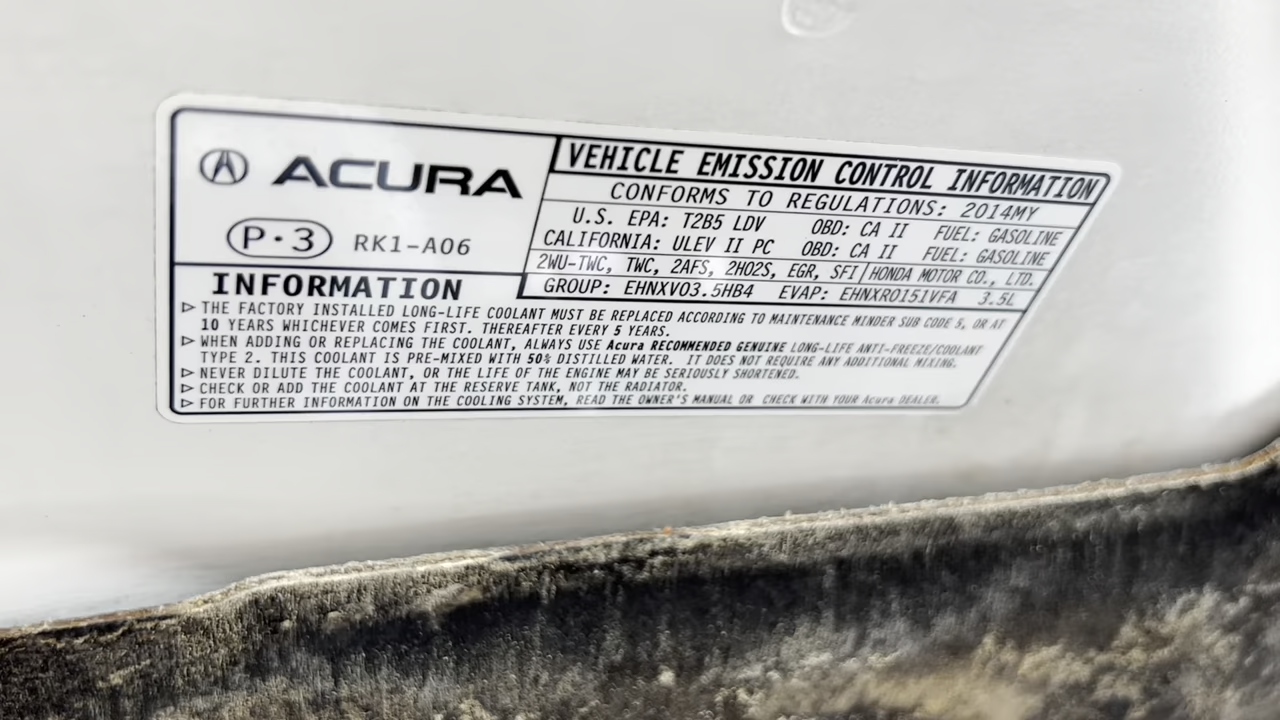 ACURA
P·3 RK1-A06
VEHICLE EMISSION CONTROL INFORMATION
CONFORMS TO REGULATIONS: 2014MY
U.S. EPA: T2B5 LDV OBD: CA II FUEL: GASOLINE
CALIFORNIA: ULEV II PC OBD: CA II FUEL: GASOLINE
2WU-TWC, TWC, 2AFS, 2HO2S, EGR, SFI HONDA MOTOR CO., LTD.
GROUP: EHNXV03.5HB4 EVAP: EHNXR0151VFA 3.5L
INFORMATION
▷ THE FACTORY INSTALLED LONG-LIFE COOLANT MUST BE REPLACED ACCORDING TO MAINTENANCE MINDER SUB CODE 5, OR AT
10 YEARS WHICHEVER COMES FIRST. THEREAFTER EVERY 5 YEARS.
▷ WHEN ADDING OR REPLACING THE COOLANT, ALWAYS USE Acura RECOMMENDED GENUINE LONG-LIFE ANTI-FREEZE/COOLANT
TYPE 2. THIS COOLANT IS PRE-MIXED WITH 50% DISTILLED WATER. IT DOES NOT REQUIRE ANY ADDITIONAL MIXING.
▷ NEVER DILUTE THE COOLANT, OR THE LIFE OF THE ENGINE MAY BE SERIOUSLY SHORTENED.
▷ CHECK OR ADD THE COOLANT AT THE RESERVE TANK, NOT THE RADIATOR.
▷ FOR FURTHER INFORMATION ON THE COOLING SYSTEM, READ THE OWNER'S MANUAL OR CHECK WITH YOUR Acura DEALER.